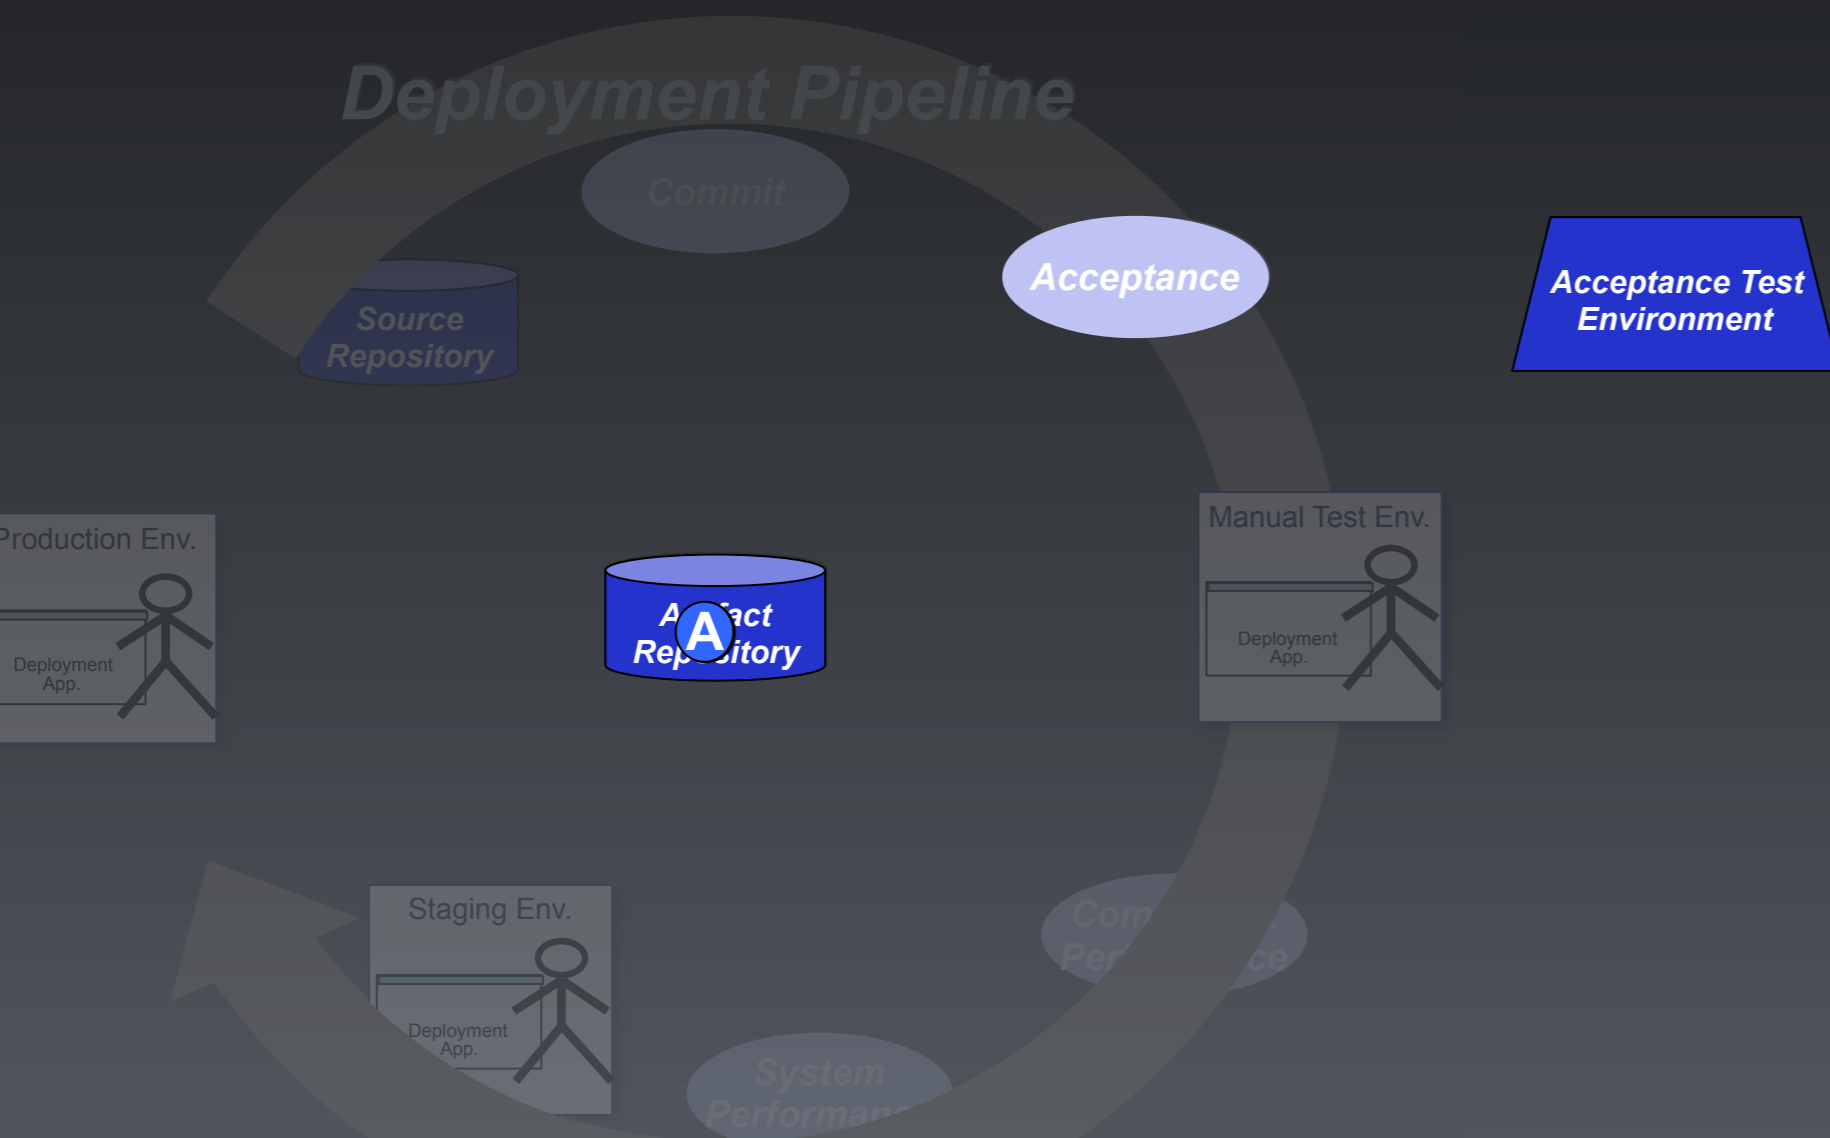 Deployment Pipeline
Commit
Acceptance
Acceptance Test
Environment
Source
Repository
Production Env.
Deployment
App.
A
Repository
Manual Test Env.
Deployment
App.
Staging Env.
Deployment
App.
System